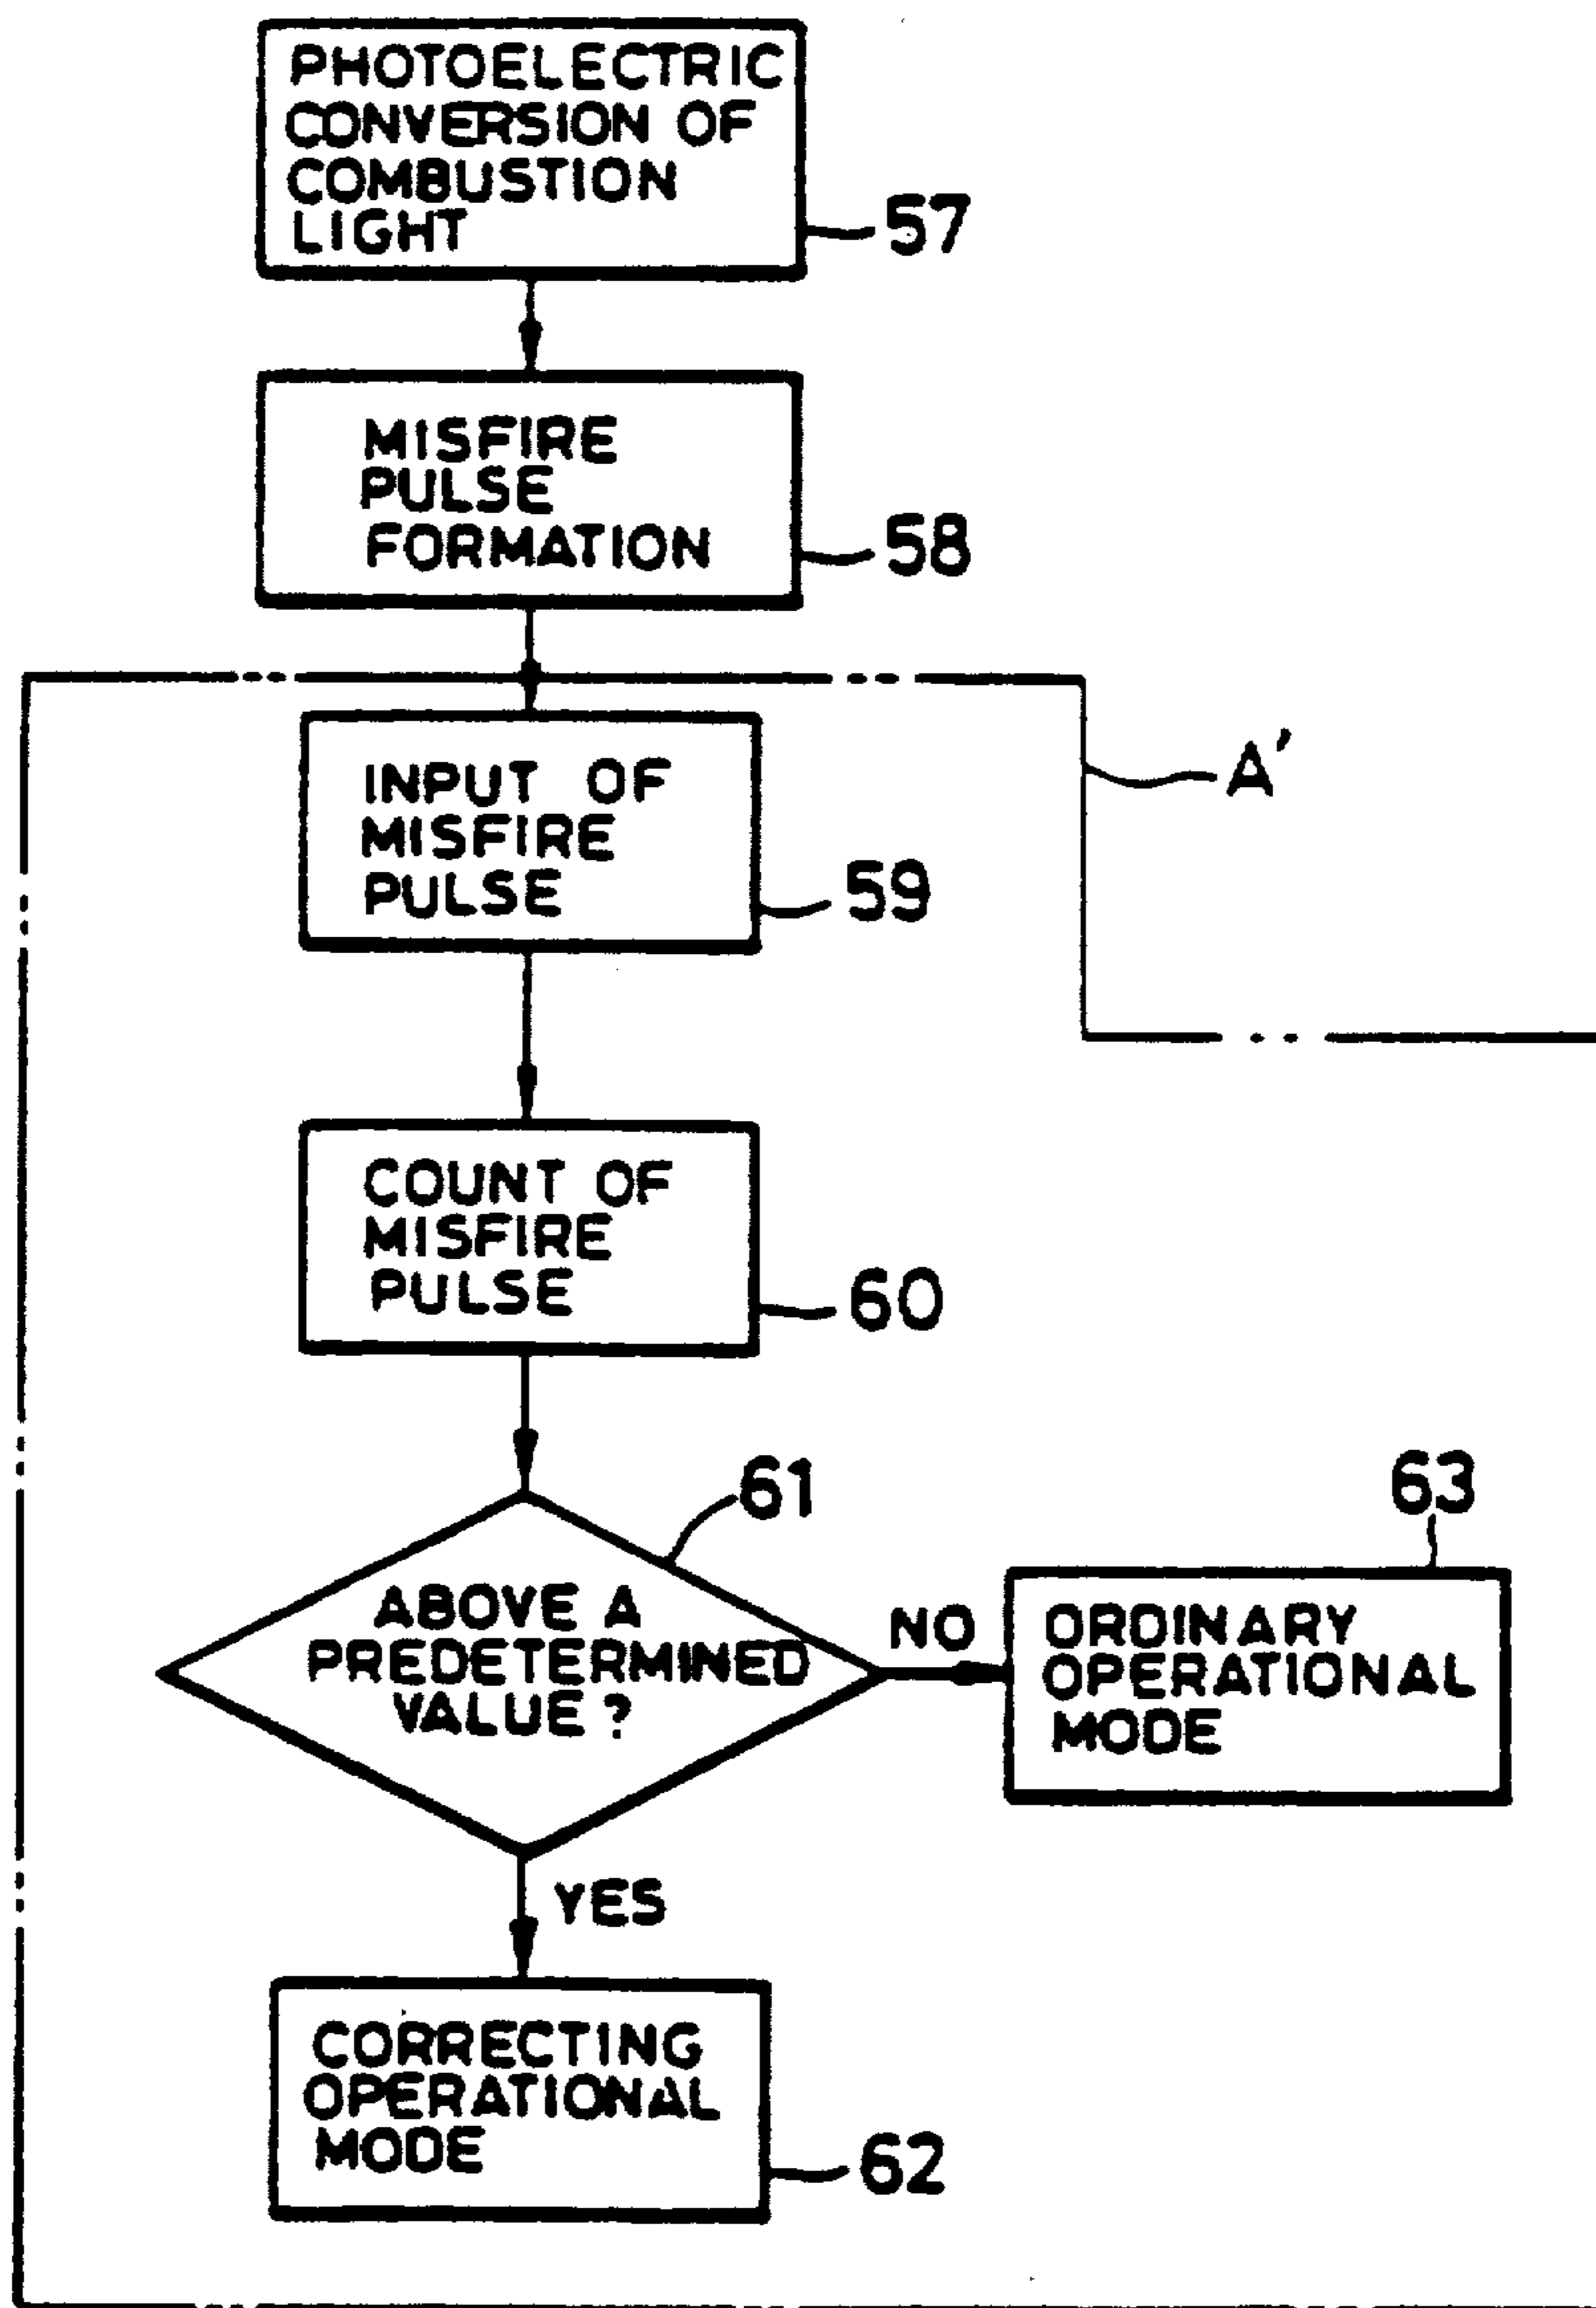 PHOTOELECTRIC
CONVERSION OF
COMBUSTION
LIGHT
57
MISFIRE
PULSE
FORMATION
58
A'
INPUT OF
MISFIRE
PULSE
59
COUNT OF
MISFIRE
PULSE
60
61
63
ABOVE A
PREDETERMINED
VALUE?
NO
ORDINARY
OPERATIONAL
MODE
YES
CORRECTING
OPERATIONAL
MODE
62